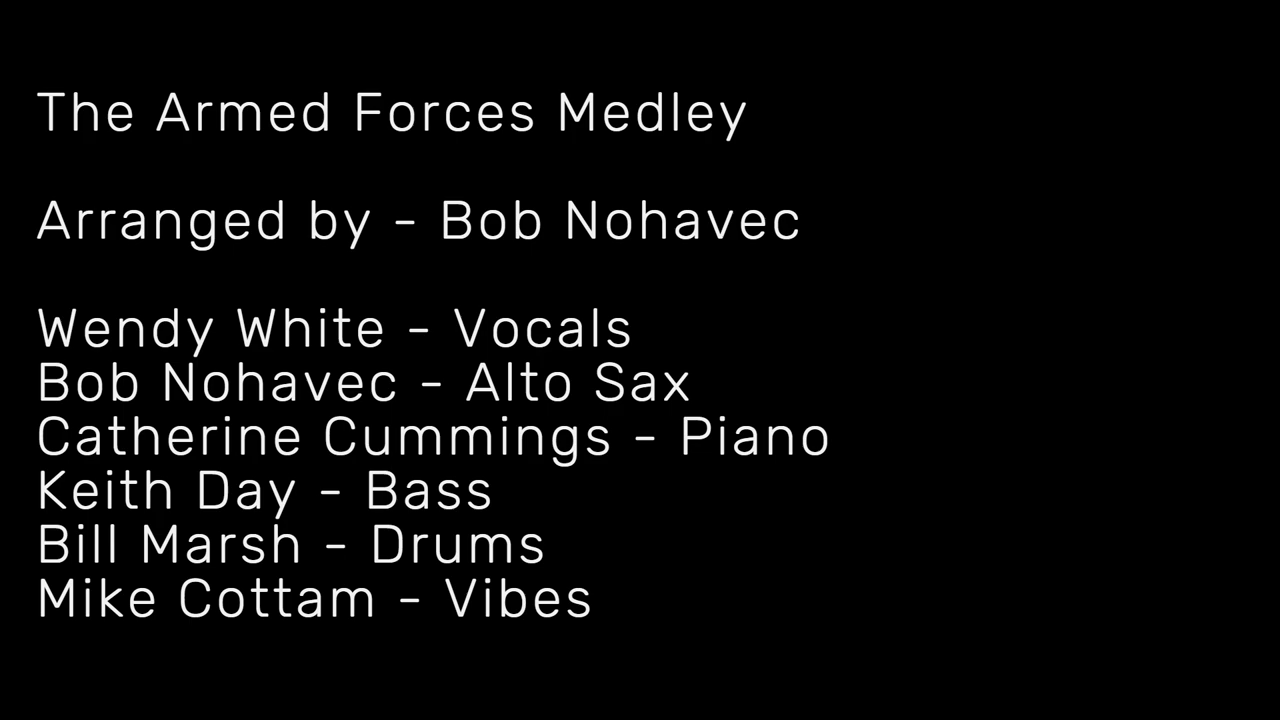 The Armed Forces Medley
Arranged by - Bob Nohavec
Wendy White - Vocals
Bob Nohavec - Alto Sax
Catherine Cummings - Piano
Keith Day - Bass
Bill Marsh - Drums
Mike Cottam - Vibes